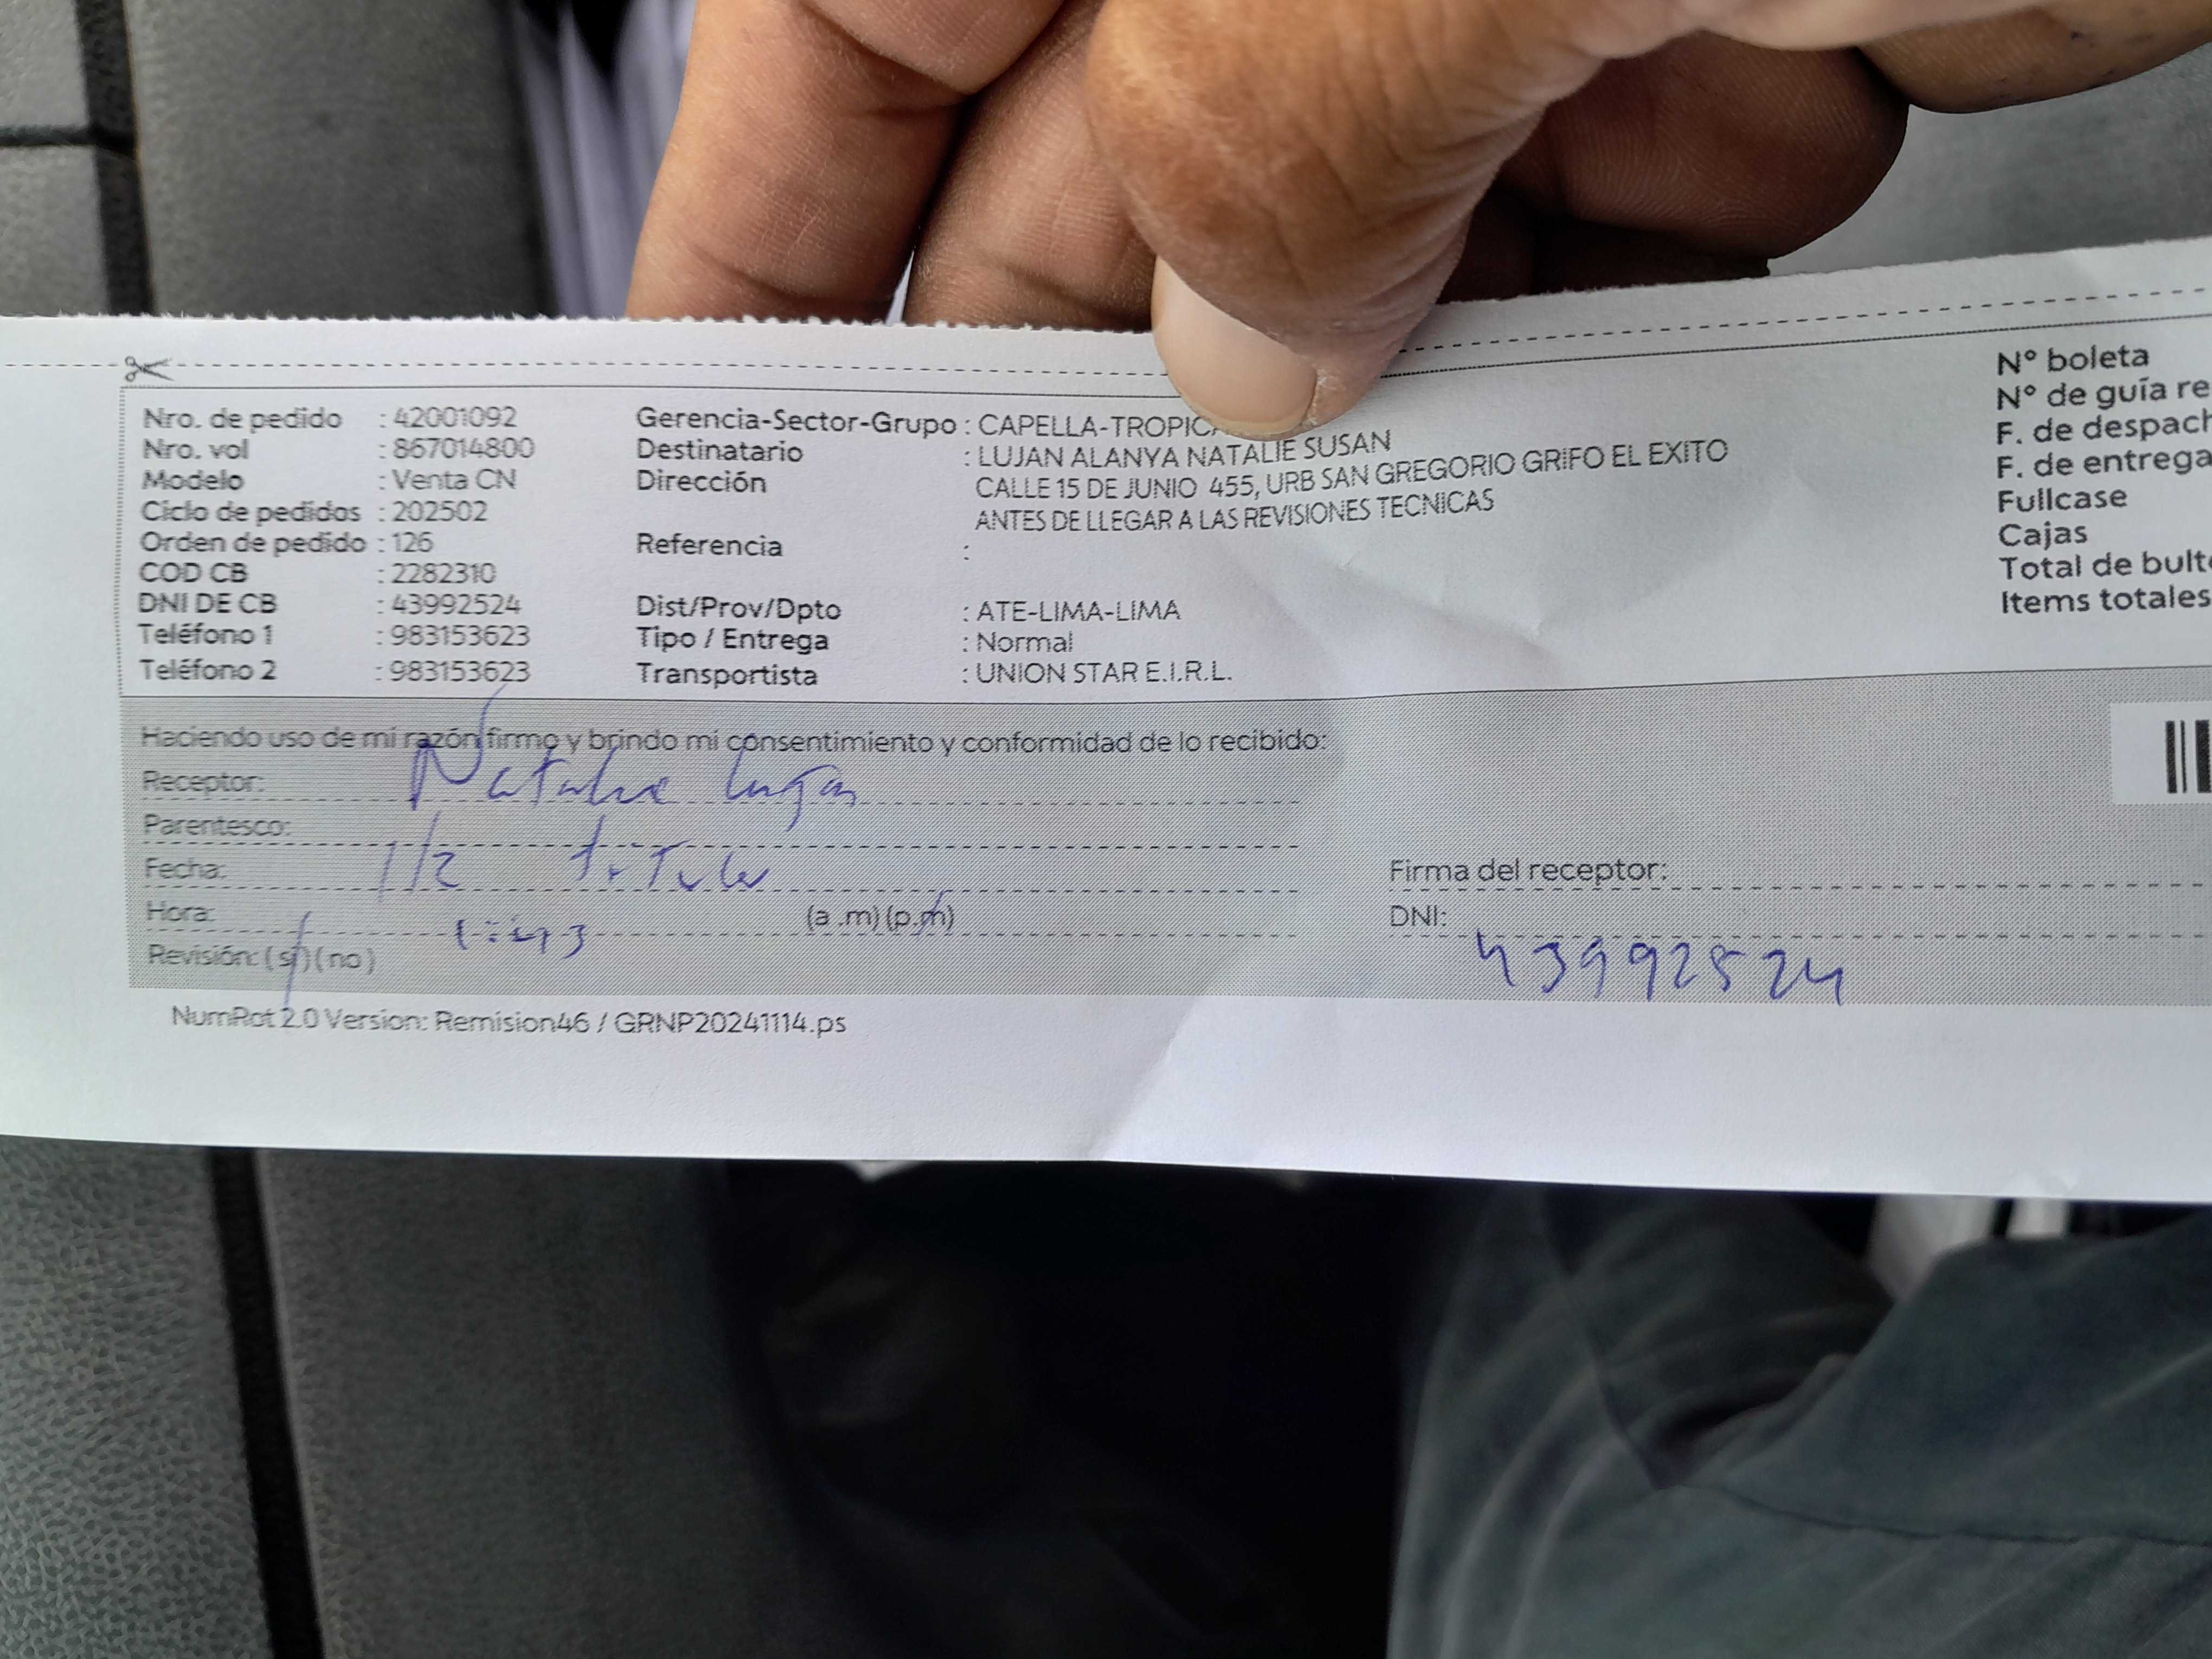 Nro. de pedido : 42001092 Gerencia-Sector-Grupo : CAPELLA-TROPIC N° boleta
Nro. vol : 867014800 Destinatario : LUJAN ALANYA NATALIE SUSAN N° de guía re
Modelo : Venta CN Dirección CALLE 15 DE JUNIO 455, URB SAN GREGORIO GRIFO EL EXITO F. de despach
Ciclo de pedidos : 202502 ANTES DE LLEGAR A LAS REVISIONES TECNICAS F. de entrega
Orden de pedido : 126 Referencia : Fullcase
COD CB : 2282310 Cajas
DNI DE CB : 43992524 Dist/Prov/Dpto : ATE-LIMA-LIMA Total de bult
Teléfono 1 : 983153623 Tipo / Entrega : Normal Items totales
Teléfono 2 : 983153623 Transportista : UNION STAR E.I.R.L.
Haciendo uso de mi razón firmo y brindo mi consentimiento y conformidad de lo recibido:
Receptor: Natalie Lujan
Parentesco:
Fecha: 1/2 titular Firma del receptor:
Hora: (a .m) (p.m) DNI: 43992524
Revisión: ( si ) ( no )
NumRot 2.0 Version: Remision46 / GRNP20241114.ps